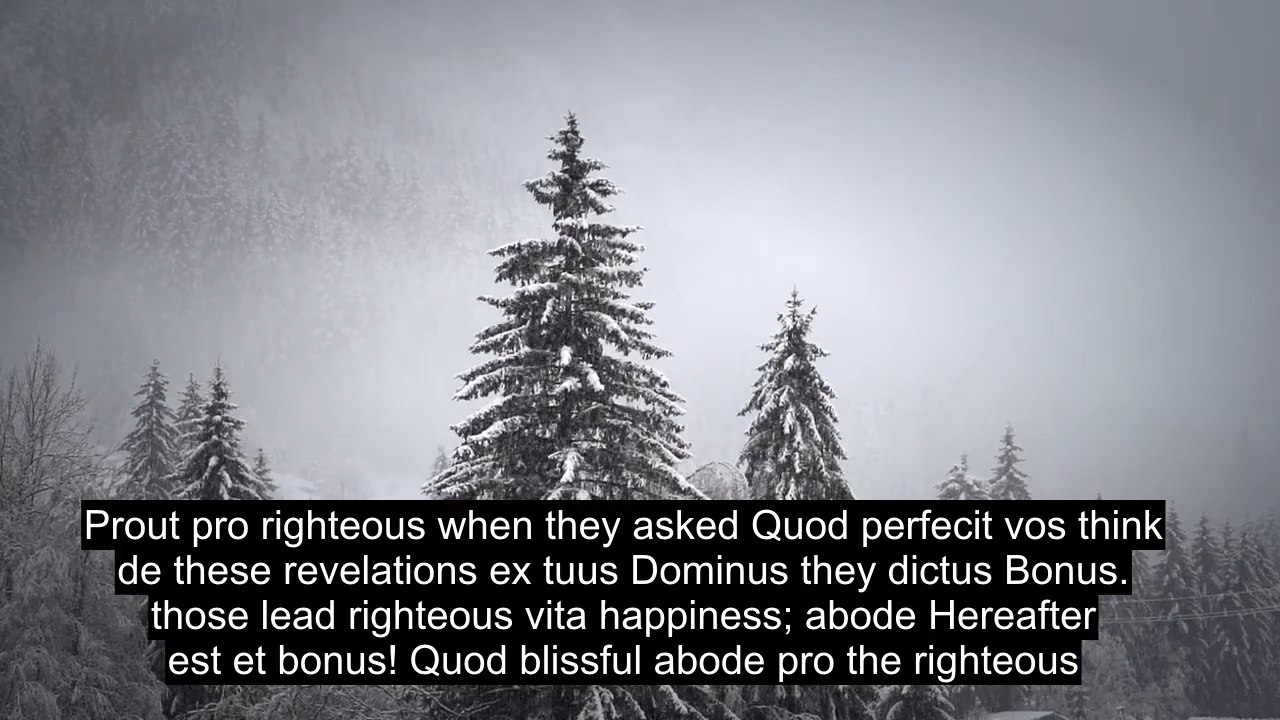 Prout pro righteous when they asked Quod perfecit vos think
de these revelations ex tuus Dominus they dictus Bonus.
those lead righteous vita happiness; abode Hereafter
est et bonus! Quod blissful abode pro the righteous